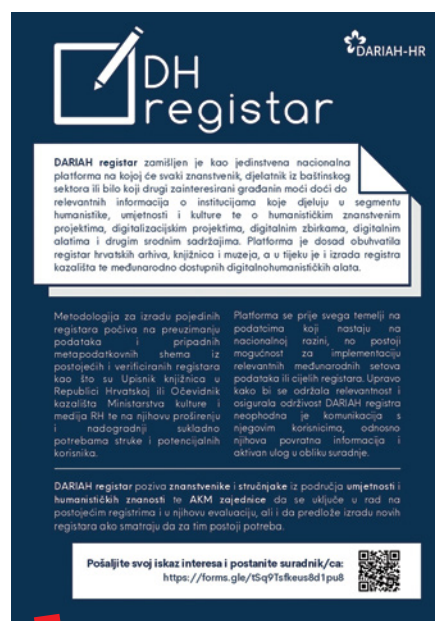 DH
registar
DARIAH-HR
DARIAH registar zamišljen je kao jedinstvena nacionalna
platforma na kojoj će svaki znanstvenik, djelatnik iz baštinskog
sektora ili bilo koji drugi zainteresirani građanin moći doći do
relevantnih informacija o institucijama koje djeluju u segmentu
humanistike, umjetnosti i kulture te o humanističkim znanstvenim
projektima, digitalizacijskim projektima, digitalnim zbirkama, digitalnim
alatima i drugim srodnim sadržajima. Platforma je dosad obuhvatila
registar hrvatskih arhiva, knjižnica i muzeja, a u tijeku je i izrada registra
kazališta te međunarodno dostupnih digitalnohumanističkih alata.
Metodologija za izradu pojedinih
registara počiva na preuzimanju
podataka i pripadnih
metapodatkovnih shema iz
postojećih i verificiranih registara
kao što su Upisnik knjižnica u
Republici Hrvatskoj ili Očevidnik
kazališta Ministarstva kulture i
medija RH te na njihovu proširenju
i nadogradnji sukladno
potrebama struke i potencijalnih
korisnika.
Platforma se prije svega temelji na
podatcima koji nastaju na
nacionalnoj razini, no postoji
mogućnost za implementaciju
relevantnih međunarodnih setova
podataka ili cijelih registara. Upravo
kako bi se održala relevantnost i
osigurala održivost DARIAH registra
neophodna je komunikacija s
njegovim korisnicima, odnosno
njihova povratna informacija i
aktivan ulog u obliku suradnje.
DARIAH registar poziva znanstvenike i stručnjake iz područja umjetnosti i
humanističkih znanosti te AKM zajednice da se uključe u rad na
postojećim registrima i u njihovu evaluaciju, ali i da predlože izradu novih
registara ako smatraju da za tim postoji potreba.
Pošaljite svoj iskaz interesa i postanite suradnik/ca:
https://forms.gle/tSq9Tsfkeus8d1pu8